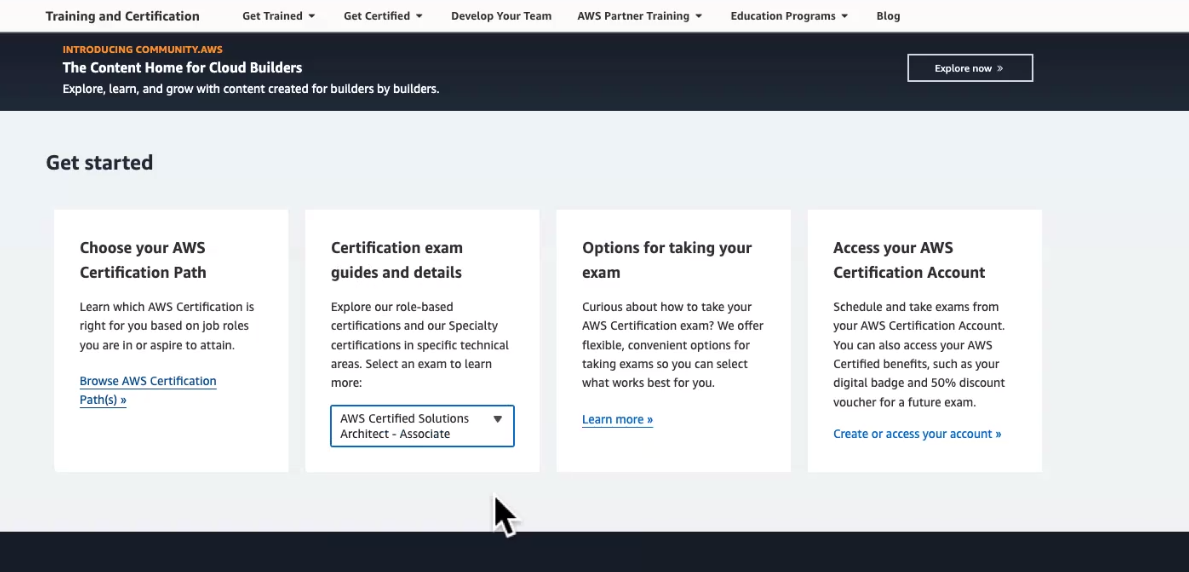 Training and Certification
Get Trained
Get Certified
Develop Your Team
AWS Partner Training
Education Programs
Blog
INTRODUCING COMMUNITY.AWS
The Content Home for Cloud Builders
Explore, learn, and grow with content created for builders by builders.
Explore now »
Get started
Choose your AWS
Certification Path
Learn which AWS Certification is
right for you based on job roles
you are in or aspire to attain.
Browse AWS Certification
Path(s) »
Certification exam
guides and details
Explore our role-based
certifications and our Specialty
certifications in specific technical
areas. Select an exam to learn
more:
AWS Certified Solutions
Architect - Associate
Options for taking your
exam
Curious about how to take your
AWS Certification exam? We offer
flexible, convenient options for
taking exams so you can select
what works best for you.
Learn more »
Access your AWS
Certification Account
Schedule and take exams from
your AWS Certification Account.
You can also access your AWS
Certified benefits, such as your
digital badge and 50% discount
voucher for a future exam.
Create or access your account »